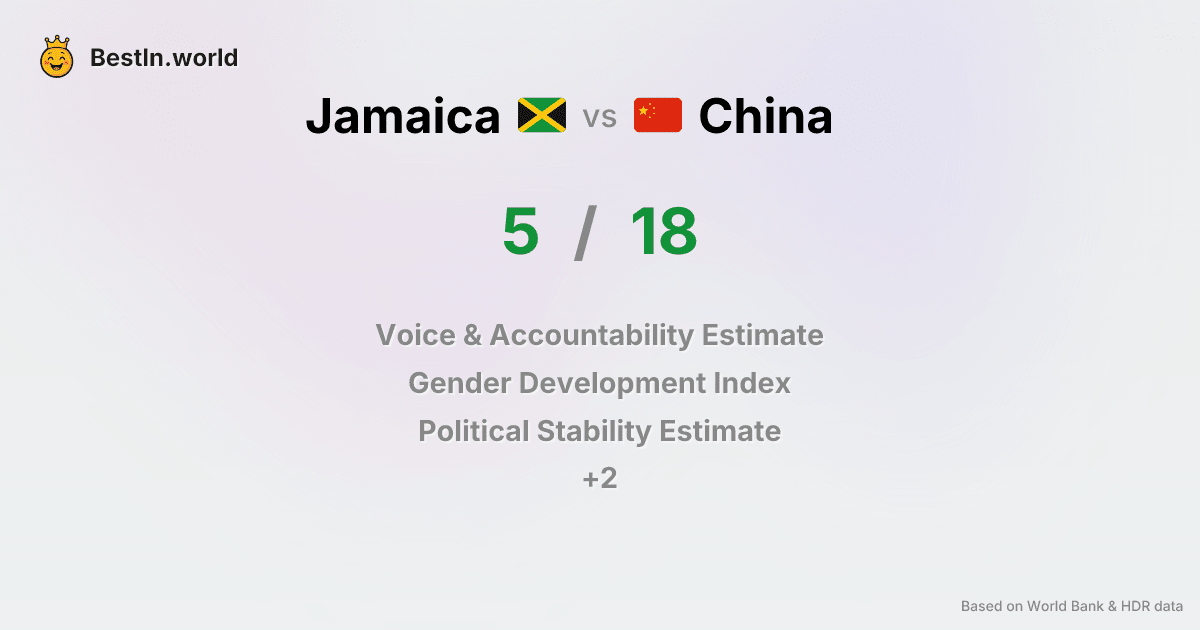 BestIn.world
Jamaica vs China
5 / 18
Voice & Accountability Estimate
Gender Development Index
Political Stability Estimate
+2
Based on World Bank & HDR data